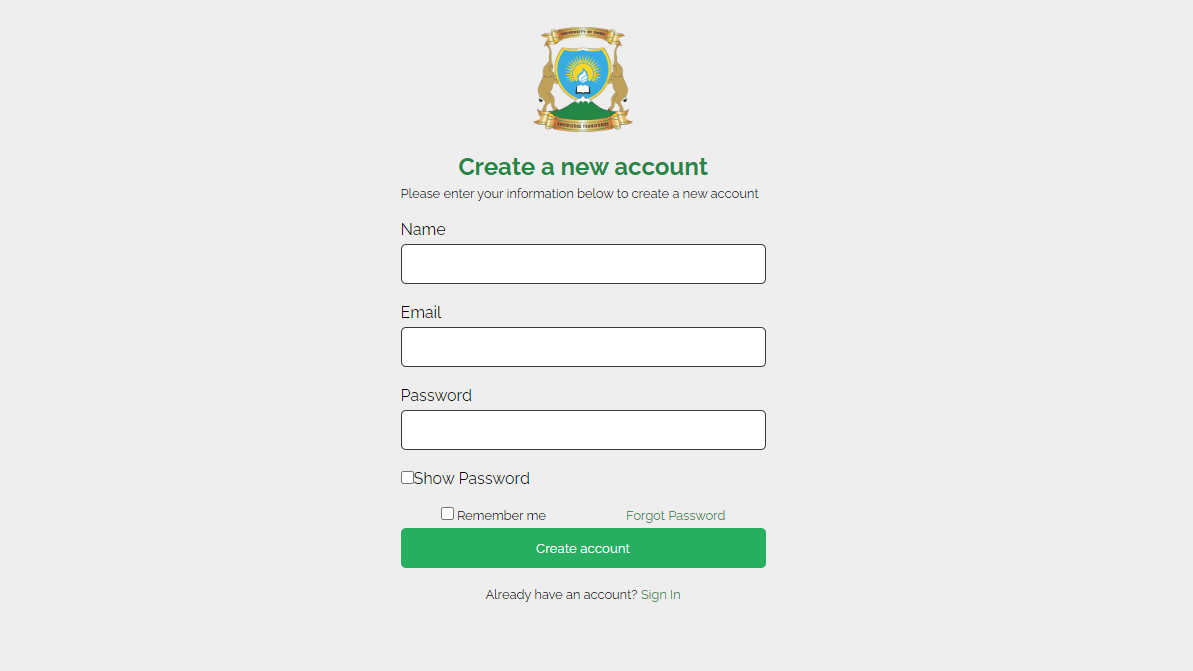 UNIVERSITY OF EMBU
KNOWLEDGE TRANSFORMS
Create a new account
Please enter your information below to create a new account
Name
Email
Password
Show Password
Remember me Forgot Password
Create account
Already have an account? Sign In